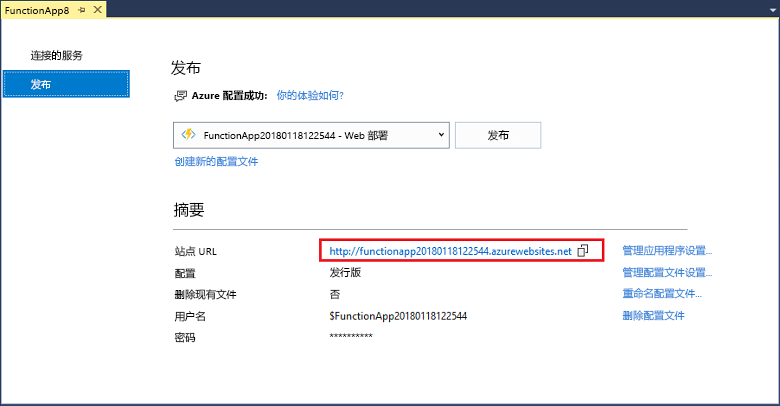 FunctionApp8
连接的服务
发布
发布
Azure 配置成功: 你的体验如何?
FunctionApp20180118122544 - Web 部署
发布
创建新的配置文件
摘要
站点 URL http://functionapp20180118122544.azurewebsites.net 管理应用程序设置...
配置 发行版 管理配置文件设置...
删除现有文件 否 重命名配置文件...
用户名 $FunctionApp20180118122544 删除配置文件
密码 **********